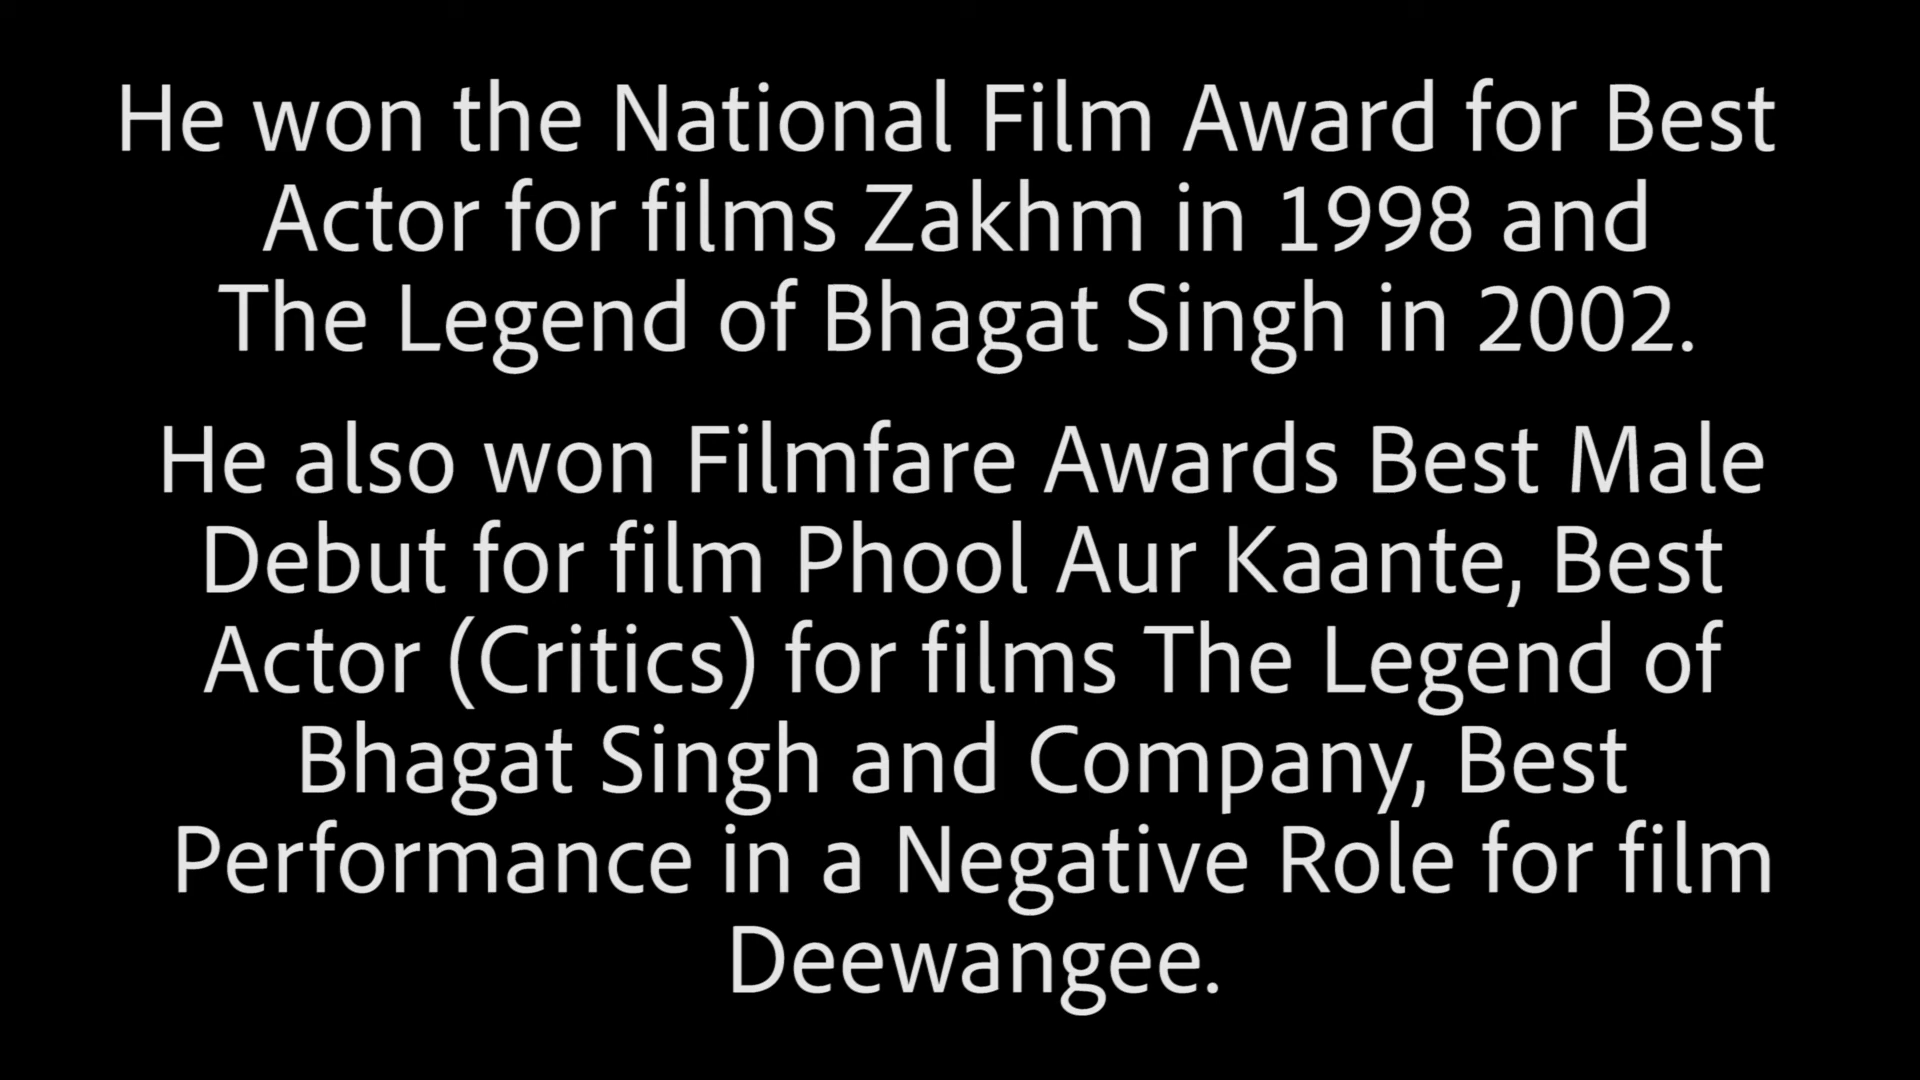 He won the National Film Award for Best
Actor for films Zakhm in 1998 and
The Legend of Bhagat Singh in 2002.
He also won Filmfare Awards Best Male
Debut for film Phool Aur Kaante, Best
Actor (Critics) for films The Legend of
Bhagat Singh and Company, Best
Performance in a Negative Role for film
Deewangee.